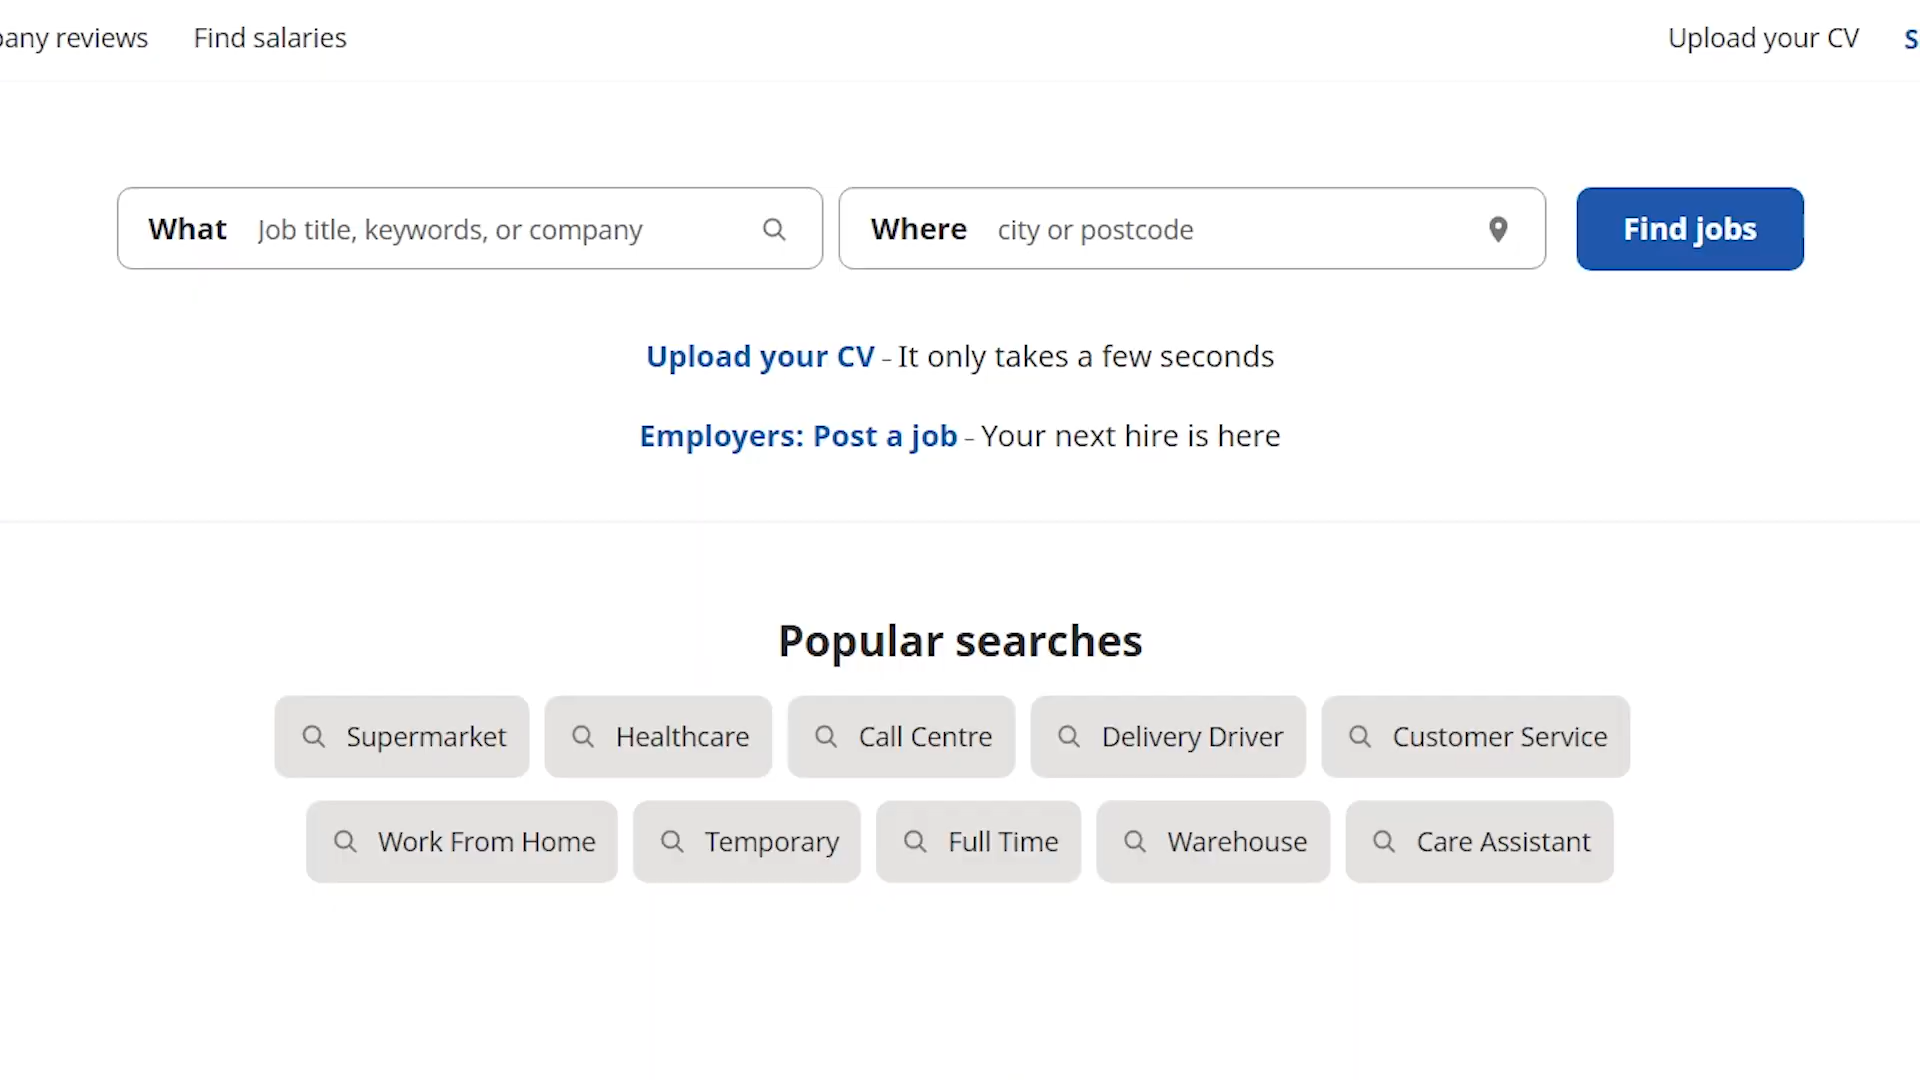 pany reviews Find salaries Upload your CV S
What Job title, keywords, or company Where city or postcode Find jobs
Upload your CV - It only takes a few seconds
Employers: Post a job - Your next hire is here
Popular searches
Supermarket Healthcare Call Centre Delivery Driver Customer Service
Work From Home Temporary Full Time Warehouse Care Assistant